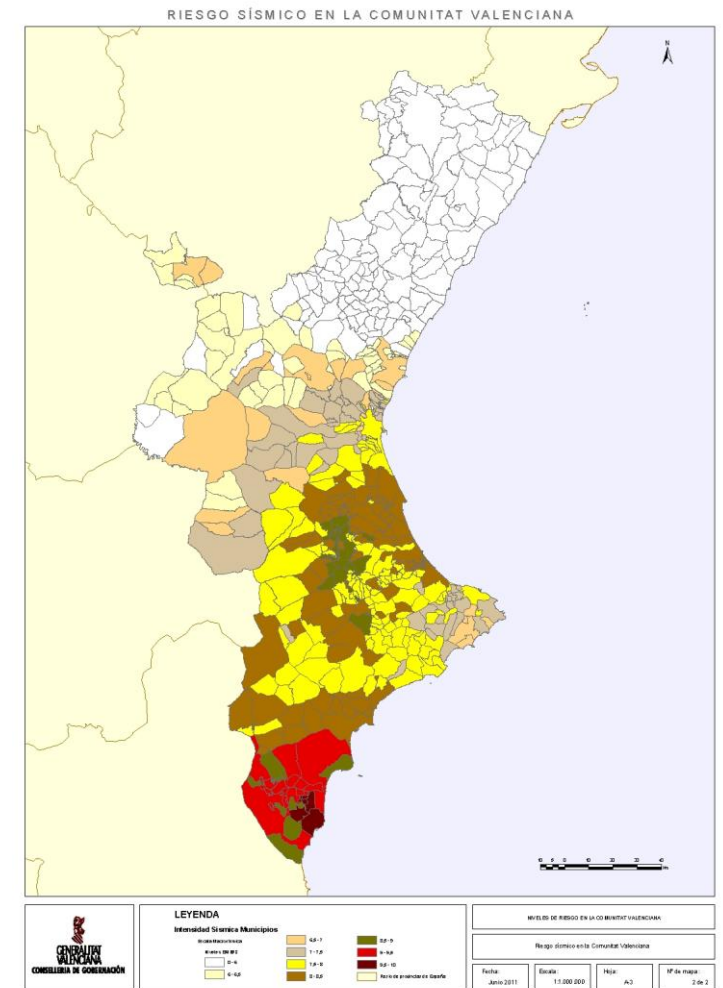 RIESGO SÍSMICO EN LA COMUNITAT VALENCIANA
N
LEYENDA
Intensidad Sísmica Municipios
6,5 - 7
7 - 7,5
7,5 - 8
8 - 8,5
8,5 - 9
9 - 9,5
9,5 - 10
Resto de provincias de España
GENERALITAT
VALENCIANA
CONSELLERIA DE GOBERNACIÓN
NIVELES DE RIESGO EN LA COMUNITAT VALENCIANA
Riesgo sísmico en la Comunitat Valenciana
Fecha:
Junio 2011
Escala:
1:1.300.000
Hoja:
A-3
Nº de mapa:
2 de 2